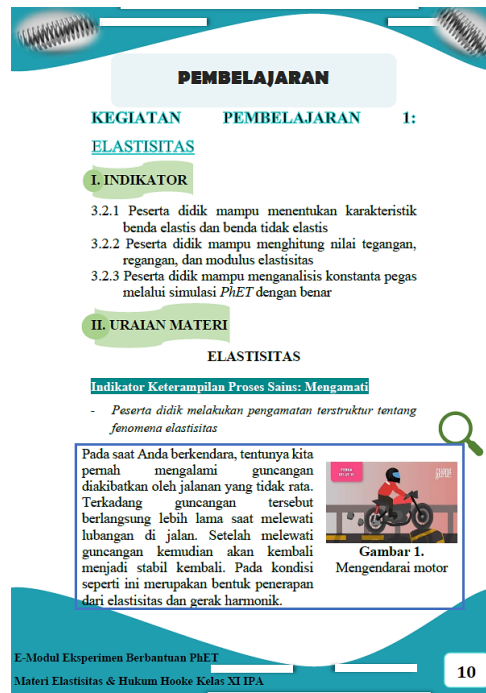 PEMBELAJARAN
KEGIATAN PEMBELAJARAN 1:
ELASTISITAS
I. INDIKATOR
3.2.1 Peserta didik mampu menentukan karakteristik
benda elastis dan benda tidak elastis
3.2.2 Peserta didik mampu menghitung nilai tegangan,
regangan, dan modulus elastisitas
3.2.3 Peserta didik mampu menganalisis konstanta pegas
melalui simulasi PhET dengan benar
II. URAIAN MATERI
ELASTISITAS
Indikator Keterampilan Proses Sains: Mengamati
- Peserta didik melakukan pengamatan terstruktur tentang
fenomena elastisitas
Pada saat Anda berkendara, tentunya kita
pernah mengalami guncangan
diakibatkan oleh jalanan yang tidak rata.
Terkadang guncangan tersebut
berlangsung lebih lama saat melewati
lubangan di jalan. Setelah melewati
guncangan kemudian akan kembali
menjadi stabil kembali. Pada kondisi
seperti ini merupakan bentuk penerapan
dari elastisitas dan gerak harmonik.
Gambar 1.
Mengendarai motor
E-Modul Eksperimen Berbantuan PhET
Materi Elastisitas & Hukum Hooke Kelas XI IPA
10